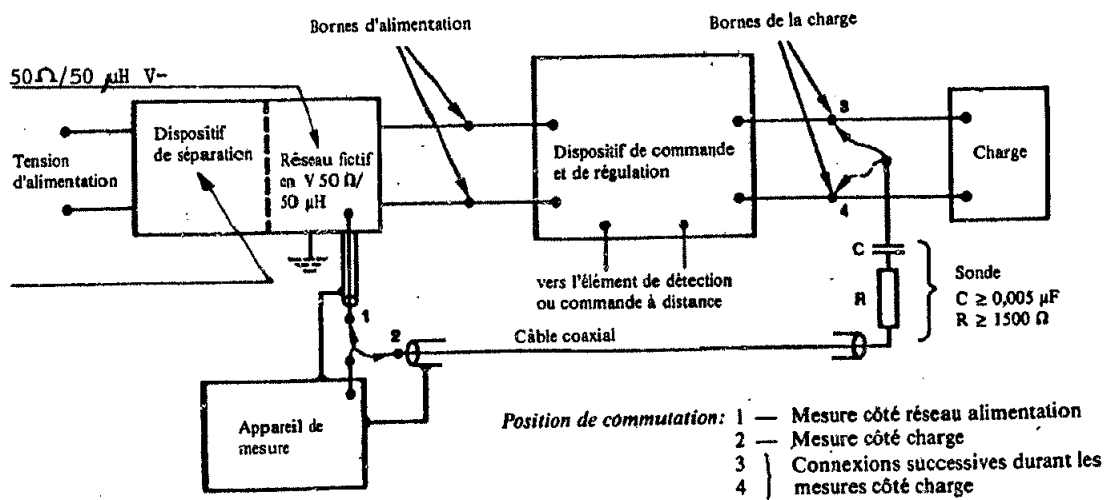 Bornes d'alimentation
Bornes de la charge
50Ω/50 µH V-
3
Dispositif
de séparation
Réseau fictif
en V 50 Ω/
50 µH
Tension
d'alimentation
Dispositif de commande
et de régulation
Charge
4
C
vers l'élément de détection
ou commande à distance
Sonde
C ≥ 0,005 µF
R ≥ 1500 Ω
R
1
2
Câble coaxial
Appareil de
mesure
Position de commutation: 1 — Mesure côté réseau alimentation
2 — Mesure côté charge
3 } Connexions successives durant les
4 } mesures côté charge